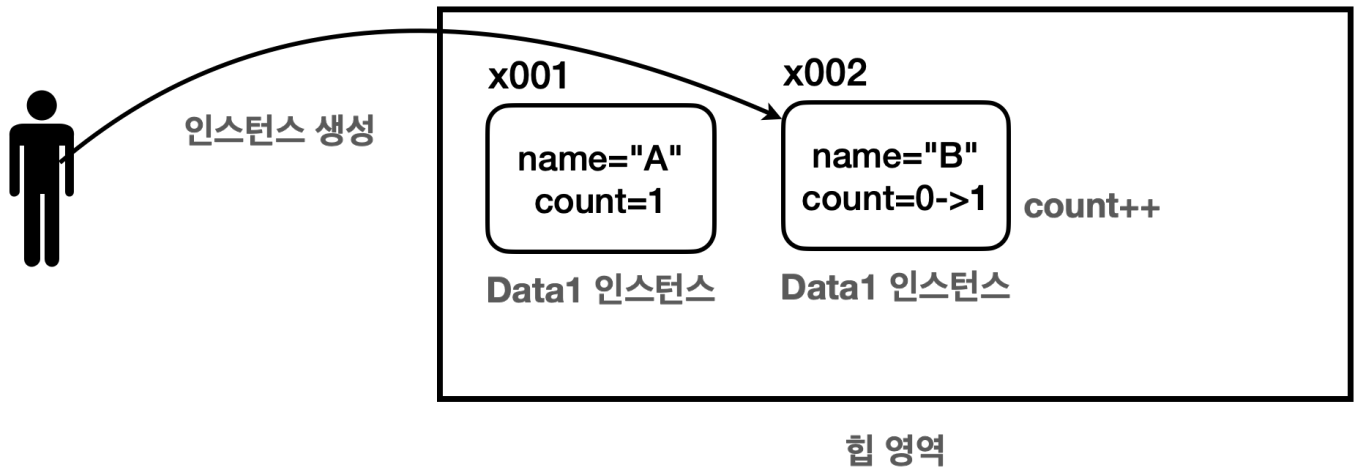 인스턴스 생성
x001
name="A"
count=1
Data1 인스턴스
x002
name="B"
count=0->1
count++
Data1 인스턴스
힙 영역